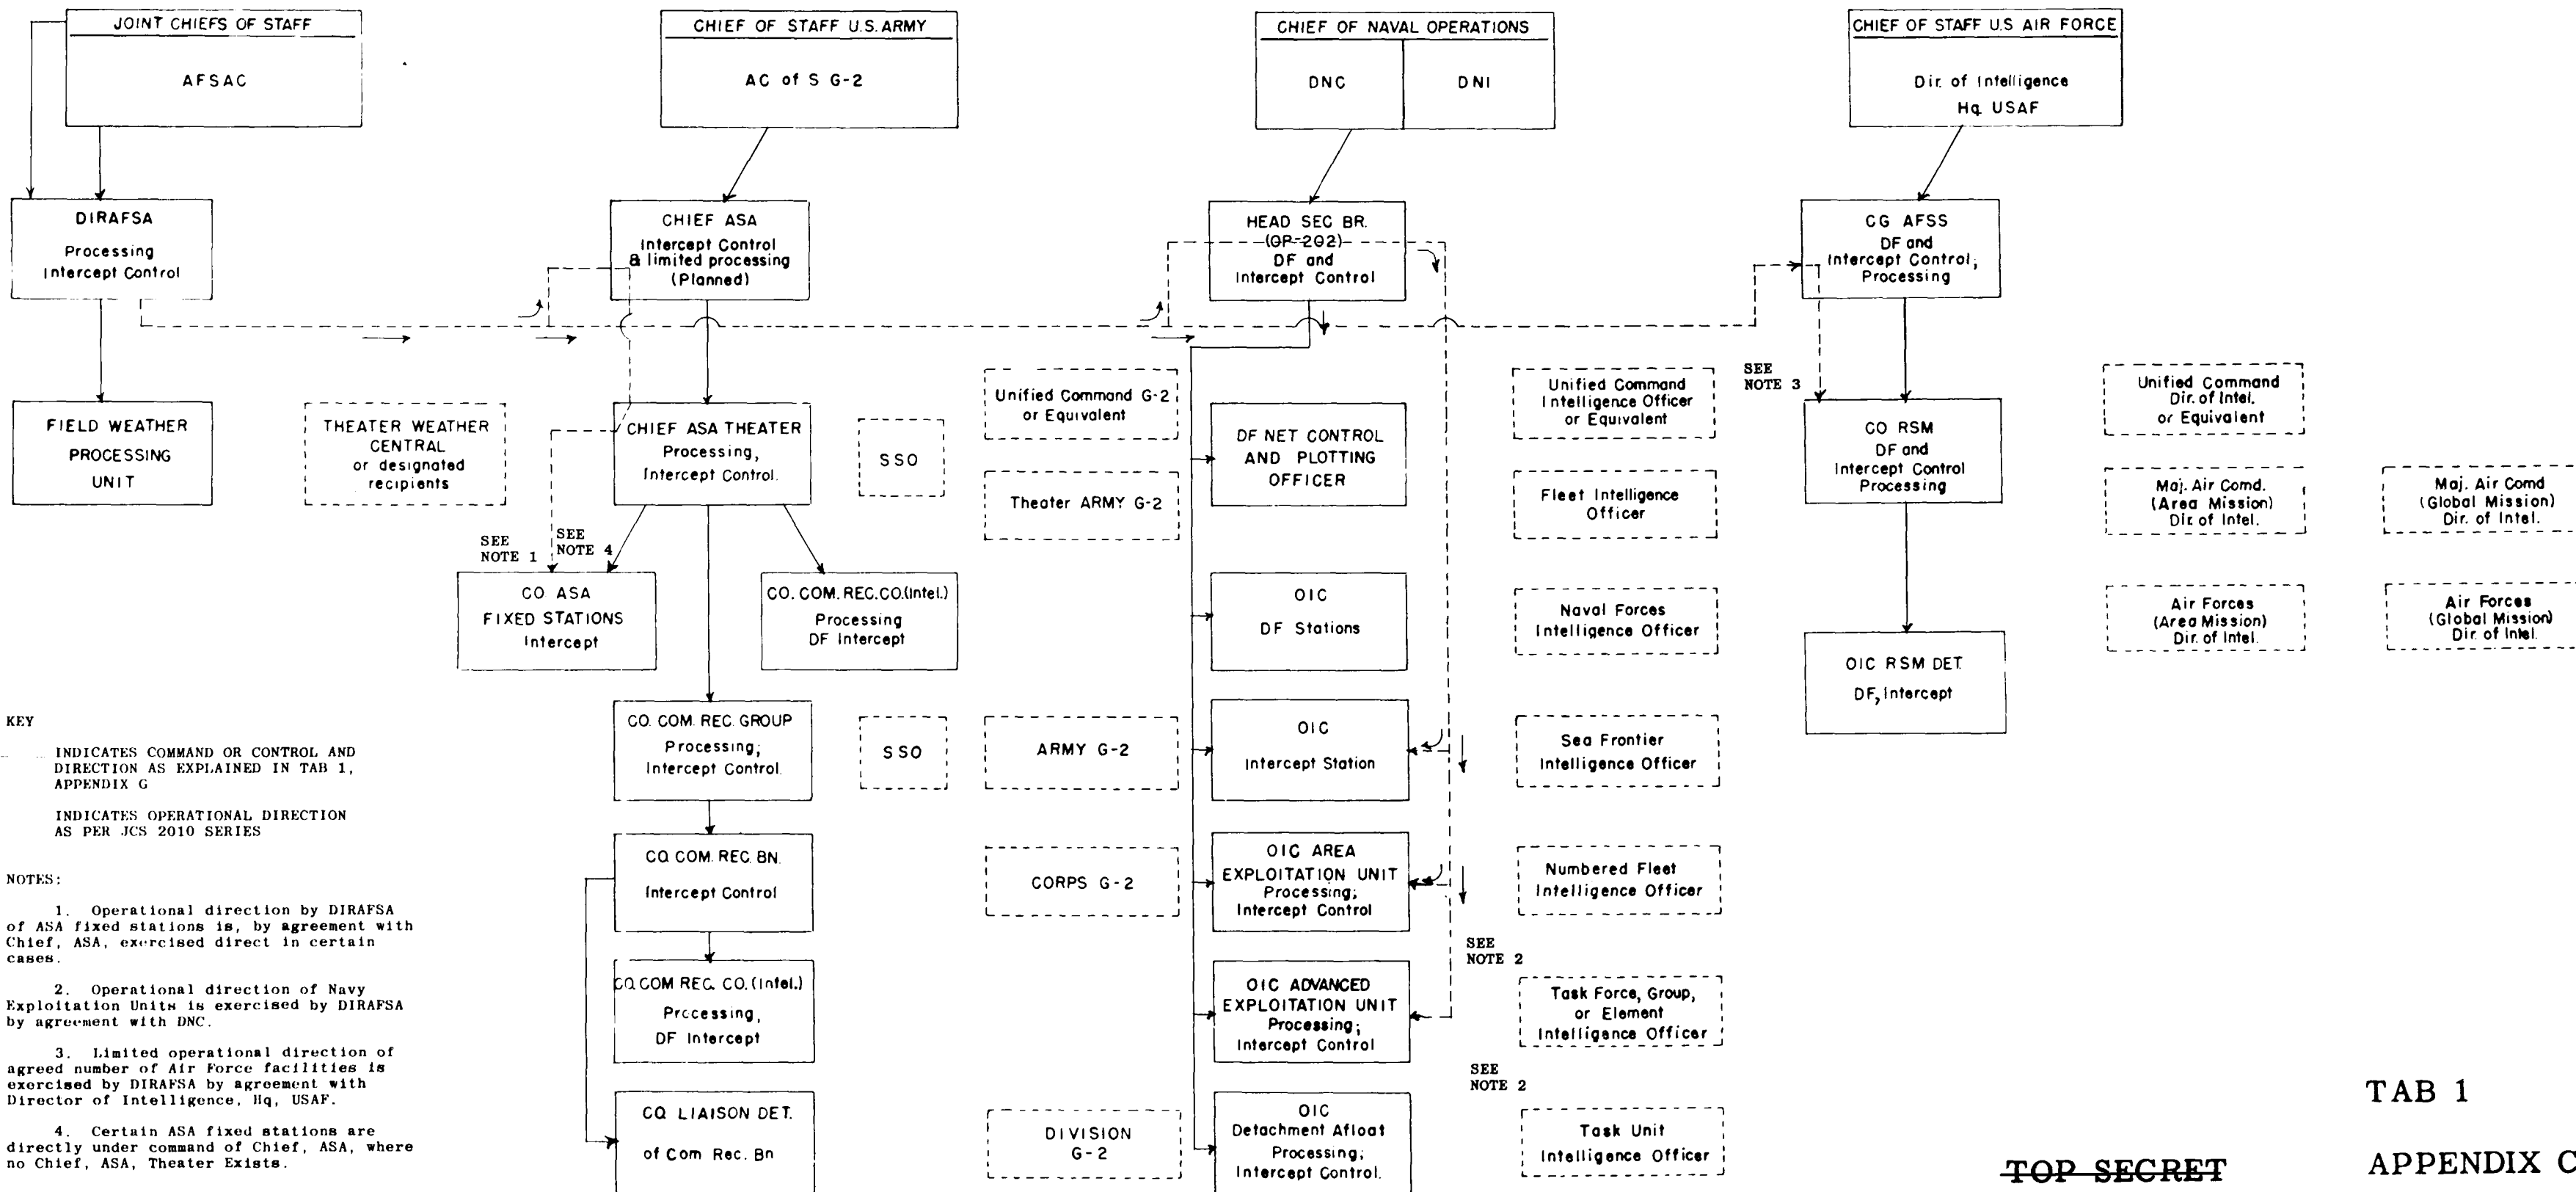 JOINT CHIEFS OF STAFF
AFSAC
CHIEF OF STAFF U.S. ARMY
AC of S G-2
CHIEF OF NAVAL OPERATIONS
DNC
DNI
CHIEF OF STAFF U.S AIR FORCE
Dir. of Intelligence
Hq. USAF
DIRAFSA
Processing
Intercept Control
CHIEF ASA
Intercept Control
& limited processing
(Planned)
HEAD SEC BR.
(OP-202)
DF and
Intercept Control
CG AFSS
DF and
Intercept Control;
Processing
FIELD WEATHER
PROCESSING
UNIT
THEATER WEATHER
CENTRAL
or designated
recipients
CHIEF ASA THEATER
Processing,
Intercept Control.
SSO
Unified Command G-2
or Equivalent
Theater ARMY G-2
DF NET CONTROL
AND PLOTTING
OFFICER
Unified Command
Intelligence Officer
or Equivalent
Fleet Intelligence
Officer
SEE
NOTE 3
CO RSM
DF and
Intercept Control
Processing
Unified Command
Dir. of Intel.
or Equivalent
Maj. Air Comd.
(Area Mission)
Dir. of Intel.
Maj. Air Comd
(Global Mission)
Dir. of Intel.
SEE
NOTE 1
SEE
NOTE 4
CO ASA
FIXED STATIONS
Intercept
CO. COM. REC. CO.(Intel.)
Processing
DF Intercept
OIC
DF Stations
Naval Forces
Intelligence Officer
Air Forces
(Area Mission)
Dir. of Intel.
Air Forces
(Global Mission)
Dir. of Intel.
OIC RSM DET.
DF, Intercept
CO. COM. REC. GROUP
Processing;
Intercept Control.
SSO
ARMY G-2
OIC
Intercept Station
Sea Frontier
Intelligence Officer
CO. COM. REC. BN.
Intercept Control
CORPS G-2
OIC AREA
EXPLOITATION UNIT
Processing;
Intercept Control
Numbered Fleet
Intelligence Officer
SEE
NOTE 2
CO. COM REC. CO. (Intel.)
Processing,
DF Intercept
OIC ADVANCED
EXPLOITATION UNIT
Processing;
Intercept Control
Task Force, Group,
or Element
Intelligence Officer
SEE
NOTE 2
CO. LIAISON DET.
of Com Rec. Bn
DIVISION
G-2
OIC
Detachment Afloat
Processing;
Intercept Control.
Task Unit
Intelligence Officer
KEY
INDICATES COMMAND OR CONTROL AND
DIRECTION AS EXPLAINED IN TAB 1,
APPENDIX G
INDICATES OPERATIONAL DIRECTION
AS PER JCS 2010 SERIES
NOTES:
1. Operational direction by DIRAFSA
of ASA fixed stations is, by agreement with
Chief, ASA, exercised direct in certain
cases.
2. Operational direction of Navy
Exploitation Units is exercised by DIRAFSA
by agreement with DNC.
3. Limited operational direction of
agreed number of Air Force facilities is
exercised by DIRAFSA by agreement with
Director of Intelligence, Hq, USAF.
4. Certain ASA fixed stations are
directly under command of Chief, ASA, where
no Chief, ASA, Theater Exists.
TOP SECRET
TAB 1
APPENDIX C